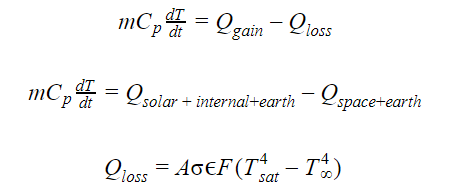 mC_p dT/dt = Q_gain − Q_loss
mC_p dT/dt = Q_solar + internal+earth − Q_space+earth
Q_loss = AσϵF(T_sat^4 − T_∞^4)